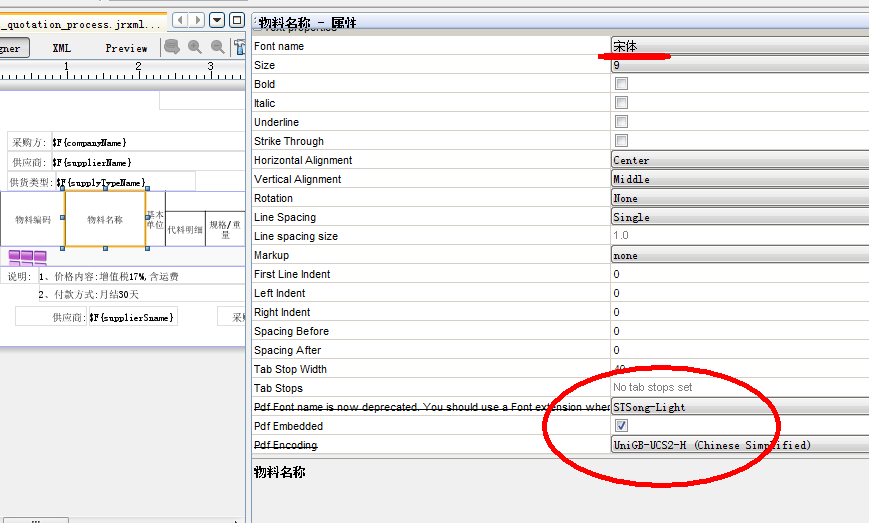 _quotation_process.jrxml...
gner XML Preview
1 2 3
采购方: $F{companyName}
供应商: $F{supplierName}
供货类型: $F{supplyTypeName}
物料编码 物料名称 基本单位 代料明细 规格/重量
说明: 1、价格内容:增值税17%,含运费
2、付款方式:月结30天
供应商: $F{supplierSname} 采
物料名称 - 属性
Text properties
Font name 宋体
Size 9
Bold
Italic
Underline
Strike Through
Horizontal Alignment Center
Vertical Alignment Middle
Rotation None
Line Spacing Single
Line spacing size 1.0
Markup none
First Line Indent 0
Left Indent 0
Right Indent 0
Spacing Before 0
Spacing After 0
Tab Stop Width 40
Tab Stops No tab stops set
Pdf Font name is now deprecated. You should use a Font extension wher STSong-Light
Pdf Embedded
Pdf Encoding UniGB-UCS2-H (Chinese Simplified)
物料名称